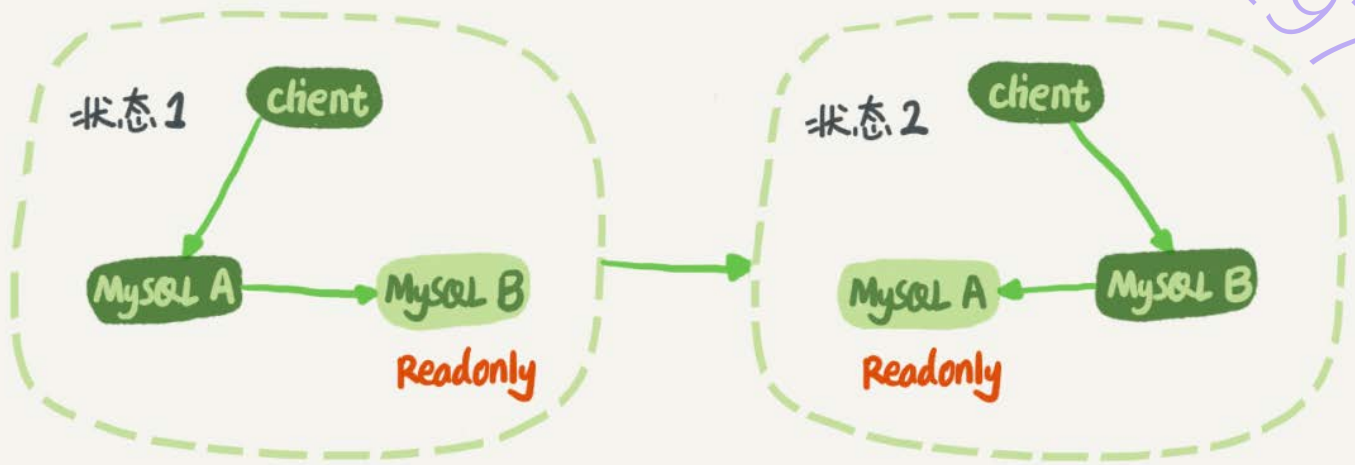 状态1
client
MySQL A
MySQL B
Readonly
状态2
client
MySQL A
MySQL B
Readonly